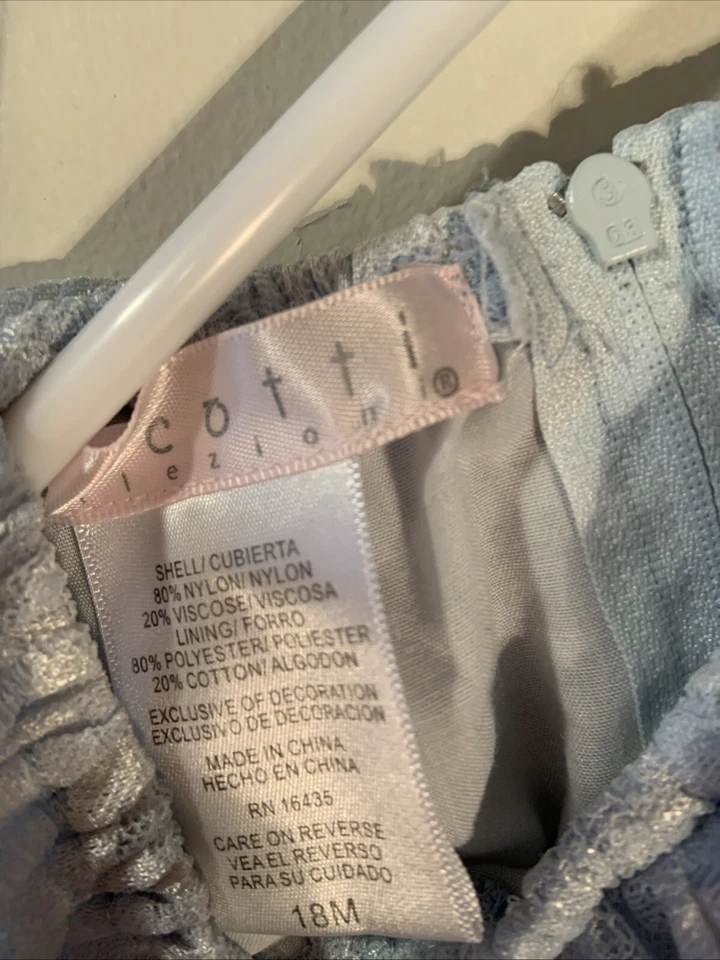 cotti
lezioni®
SHELL/ CUBIERTA
80% NYLON/ NYLON
20% VISCOSE/ VISCOSA
LINING/ FORRO
80% POLYESTER/ POLIESTER
20% COTTON/ ALGODON
EXCLUSIVE OF DECORATION
EXCLUSIVO DE DECORACION
MADE IN CHINA
HECHO EN CHINA
RN 16435
CARE ON REVERSE
VEA EL REVERSO
PARA SU CUIDADO
18M